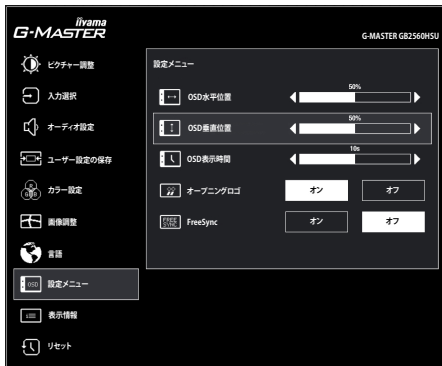 iiyama
G-MASTER
G-MASTER GB2560HSU
ピクチャー調整
入力選択
オーディオ設定
ユーザー設定の保存
カラー設定
R
G B
画像調整
言語
OSD 設定メニュー
表示情報
リセット
設定メニュー
OSD水平位置
50%
OSD垂直位置
50%
OSD表示時間
10s
オープニングロゴ オン オフ
FREE
SYNC
FreeSync オン オフ